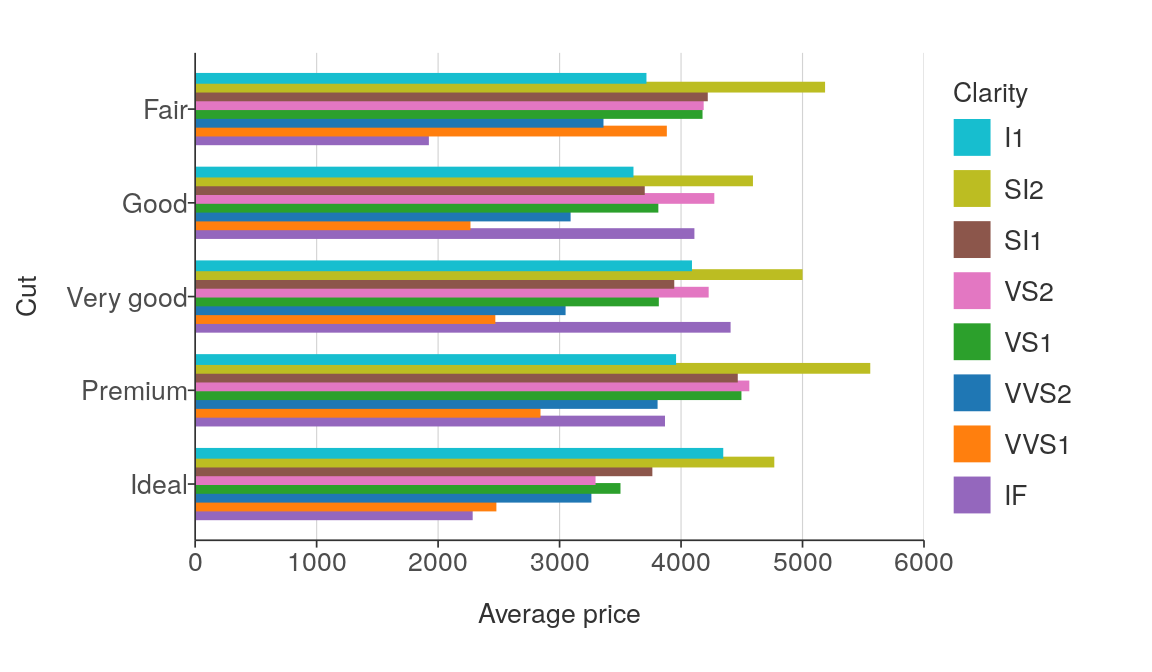 Clarity
I1
SI2
SI1
VS2
VS1
VVS2
VVS1
IF
Cut
Fair
Good
Very good
Premium
Ideal
0 1000 2000 3000 4000 5000 6000
Average price